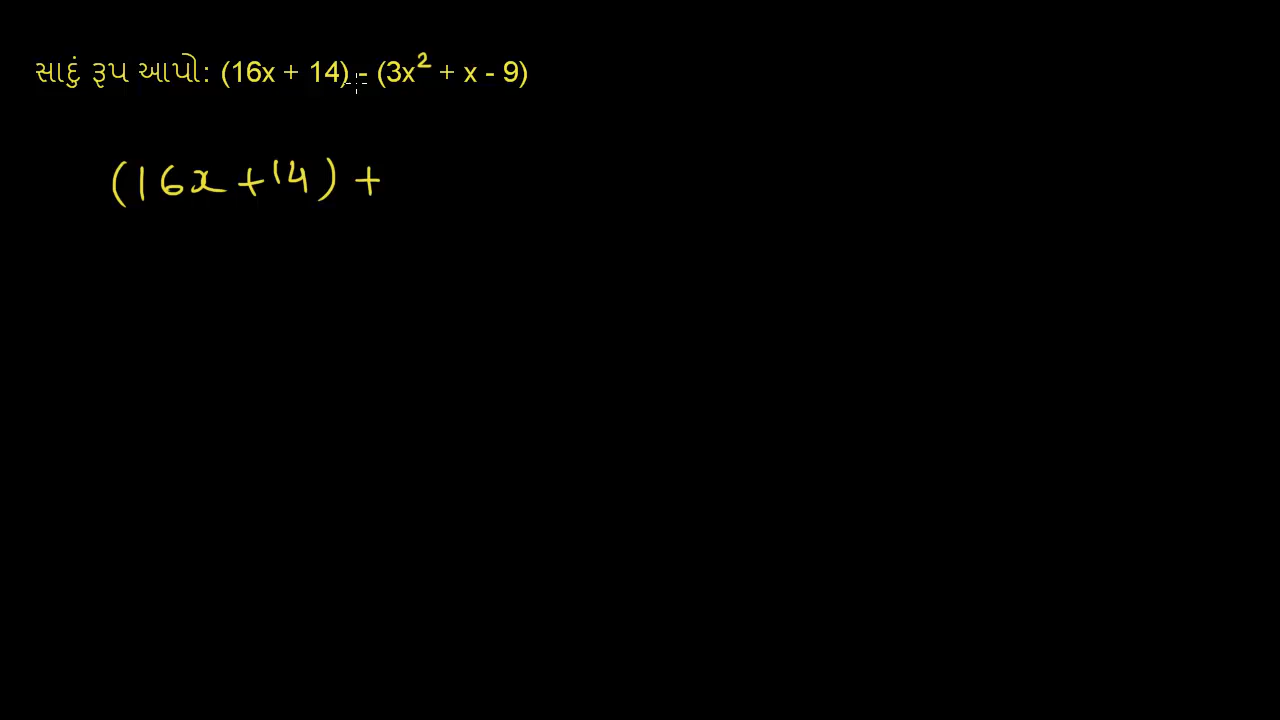 સાદું રૂપ આપો: (16x + 14) - (3x² + x - 9)
(16x + 14) +